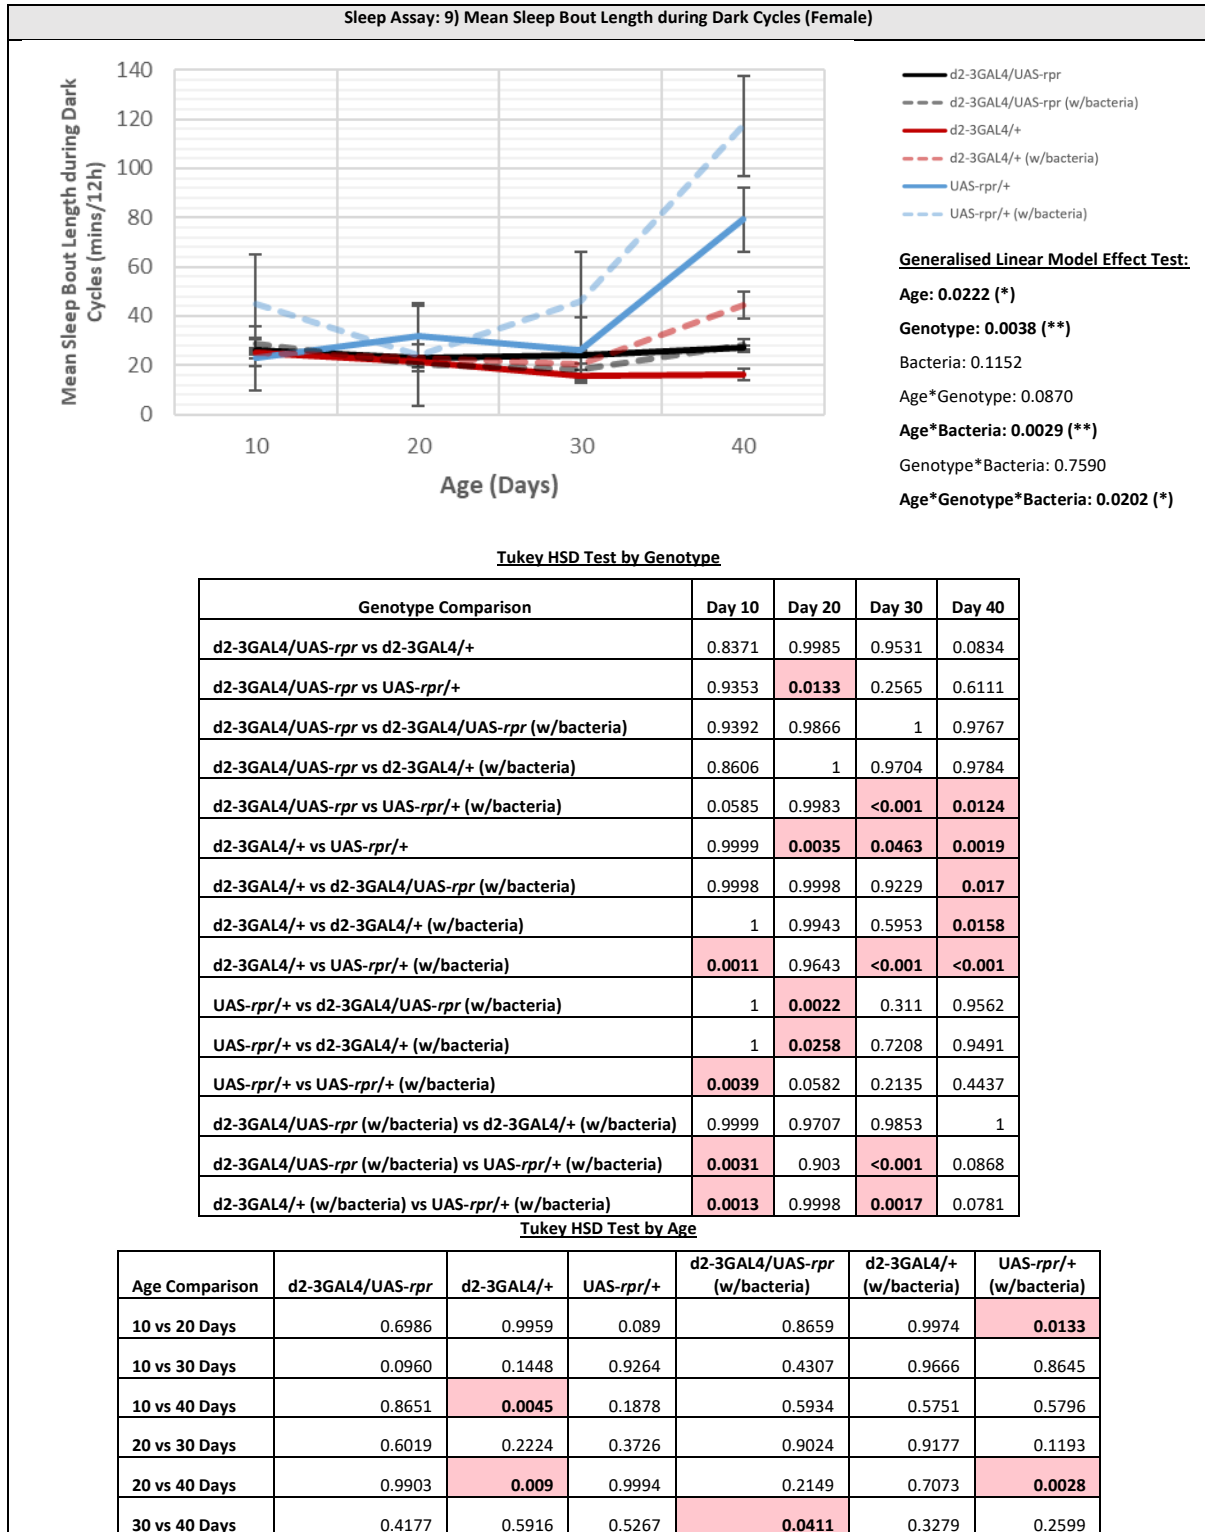 Sleep Assay: 9) Mean Sleep Bout Length during Dark Cycles (Female)
Mean Sleep Bout Length during Dark
Cycles (mins/12h)
140
120
100
80
60
40
20
0
10 20 30 40
Age (Days)
d2-3GAL4/UAS-rpr
d2-3GAL4/UAS-rpr (w/bacteria)
d2-3GAL4/+
d2-3GAL4/+ (w/bacteria)
UAS-rpr/+
UAS-rpr/+ (w/bacteria)
Generalised Linear Model Effect Test:
Age: 0.0222 (*)
Genotype: 0.0038 (**)
Bacteria: 0.1152
Age*Genotype: 0.0870
Age*Bacteria: 0.0029 (**)
Genotype*Bacteria: 0.7590
Age*Genotype*Bacteria: 0.0202 (*)
Tukey HSD Test by Genotype
Genotype Comparison Day 10 Day 20 Day 30 Day 40
d2-3GAL4/UAS-rpr vs d2-3GAL4/+ 0.8371 0.9985 0.9531 0.0834
d2-3GAL4/UAS-rpr vs UAS-rpr/+ 0.9353 0.0133 0.2565 0.6111
d2-3GAL4/UAS-rpr vs d2-3GAL4/UAS-rpr (w/bacteria) 0.9392 0.9866 1 0.9767
d2-3GAL4/UAS-rpr vs d2-3GAL4/+ (w/bacteria) 0.8606 1 0.9704 0.9784
d2-3GAL4/UAS-rpr vs UAS-rpr/+ (w/bacteria) 0.0585 0.9983 <0.001 0.0124
d2-3GAL4/+ vs UAS-rpr/+ 0.9999 0.0035 0.0463 0.0019
d2-3GAL4/+ vs d2-3GAL4/UAS-rpr (w/bacteria) 0.9998 0.9998 0.9229 0.017
d2-3GAL4/+ vs d2-3GAL4/+ (w/bacteria) 1 0.9943 0.5953 0.0158
d2-3GAL4/+ vs UAS-rpr/+ (w/bacteria) 0.0011 0.9643 <0.001 <0.001
UAS-rpr/+ vs d2-3GAL4/UAS-rpr (w/bacteria) 1 0.0022 0.311 0.9562
UAS-rpr/+ vs d2-3GAL4/+ (w/bacteria) 1 0.0258 0.7208 0.9491
UAS-rpr/+ vs UAS-rpr/+ (w/bacteria) 0.0039 0.0582 0.2135 0.4437
d2-3GAL4/UAS-rpr (w/bacteria) vs d2-3GAL4/+ (w/bacteria) 0.9999 0.9707 0.9853 1
d2-3GAL4/UAS-rpr (w/bacteria) vs UAS-rpr/+ (w/bacteria) 0.0031 0.903 <0.001 0.0868
d2-3GAL4/+ (w/bacteria) vs UAS-rpr/+ (w/bacteria) 0.0013 0.9998 0.0017 0.0781
Tukey HSD Test by Age
Age Comparison d2-3GAL4/UAS-rpr d2-3GAL4/+ UAS-rpr/+ d2-3GAL4/UAS-rpr (w/bacteria) d2-3GAL4/+ (w/bacteria) UAS-rpr/+ (w/bacteria)
10 vs 20 Days 0.6986 0.9959 0.089 0.8659 0.9974 0.0133
10 vs 30 Days 0.0960 0.1448 0.9264 0.4307 0.9666 0.8645
10 vs 40 Days 0.8651 0.0045 0.1878 0.5934 0.5751 0.5796
20 vs 30 Days 0.6019 0.2224 0.3726 0.9024 0.9177 0.1193
20 vs 40 Days 0.9903 0.009 0.9994 0.2149 0.7073 0.0028
30 vs 40 Days 0.4177 0.5916 0.5267 0.0411 0.3279 0.2599